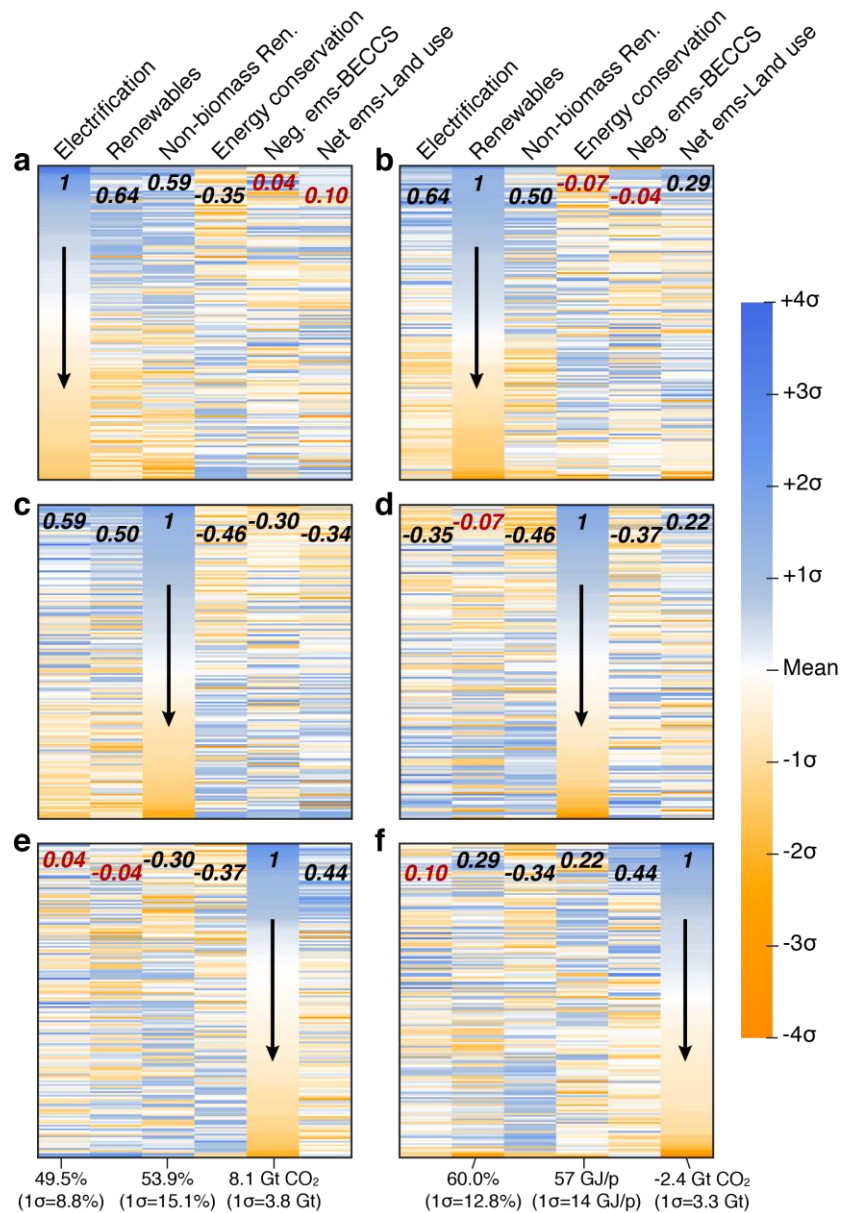 Electrification
Renewables
Non-biomass Ren.
Energy conservation
Neg. ems-BECCS
Net ems-Land use
Electrification
Renewables
Non-biomass Ren.
Energy conservation
Neg. ems-BECCS
Net ems-Land use
a
1 0.64 0.59 -0.35 0.04 0.10
b
0.64 1 0.50 -0.07 -0.04 0.29
c
0.59 0.50 1 -0.46 -0.30 -0.34
d
-0.35 -0.07 -0.46 1 -0.37 0.22
e
0.04 -0.04 -0.30 -0.37 1 0.44
f
0.10 0.29 -0.34 0.22 0.44 1
+4σ
+3σ
+2σ
+1σ
Mean
-1σ
-2σ
-3σ
-4σ
49.5% 53.9% 8.1 Gt CO₂
(1σ=8.8%) (1σ=15.1%) (1σ=3.8 Gt)
60.0% 57 GJ/p -2.4 Gt CO₂
(1σ=12.8%) (1σ=14 GJ/p) (1σ=3.3 Gt)